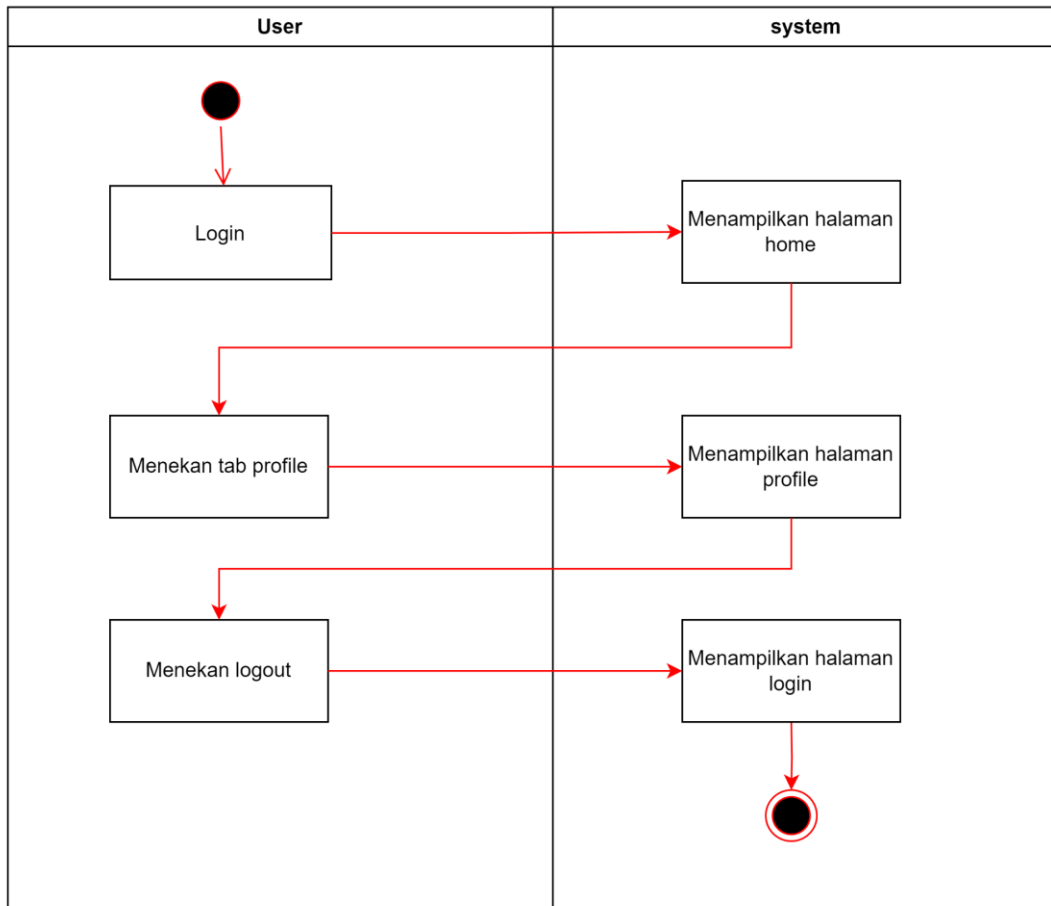 User
system
Login
Menampilkan halaman
home
Menekan tab profile
Menampilkan halaman
profile
Menekan logout
Menampilkan halaman
login